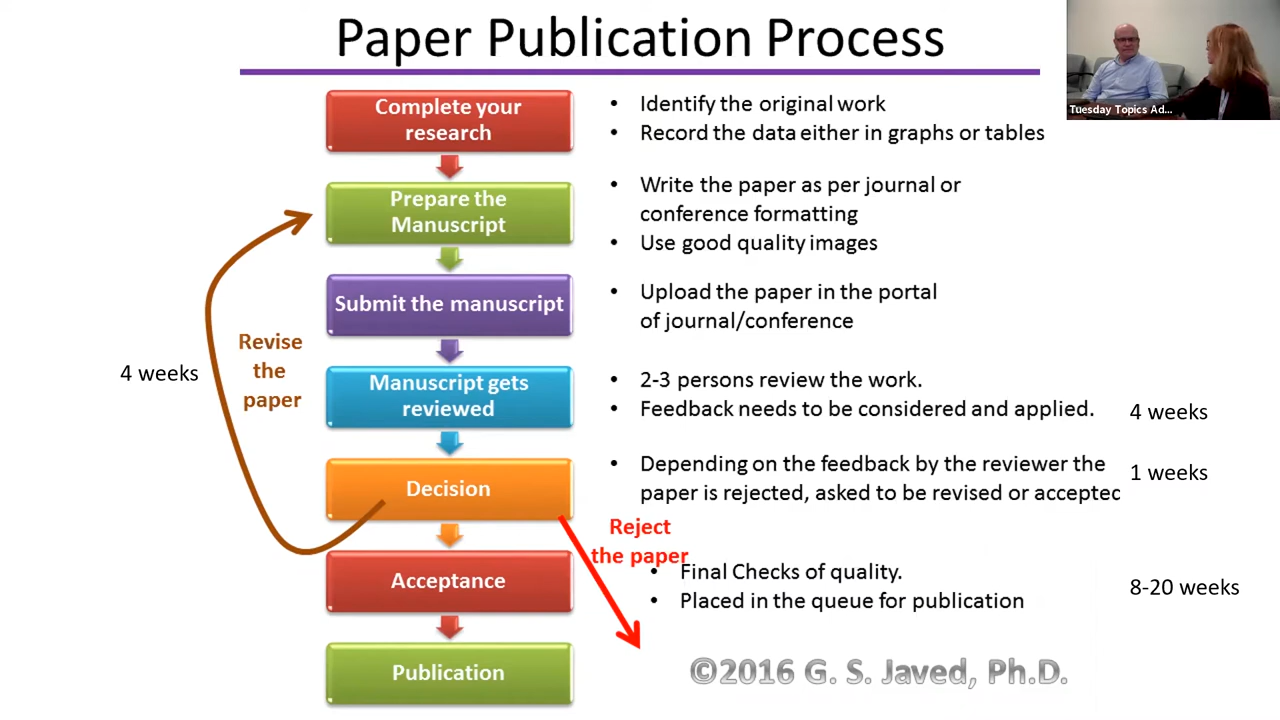 Paper Publication Process
Tuesday Topics Ad...
Complete your
research
• Identify the original work
• Record the data either in graphs or tables
Prepare the
Manuscript
• Write the paper as per journal or
conference formatting
• Use good quality images
Submit the manuscript
• Upload the paper in the portal
of journal/conference
Revise
the
paper
4 weeks
Manuscript gets
reviewed
• 2-3 persons review the work.
• Feedback needs to be considered and applied.
4 weeks
Decision
• Depending on the feedback by the reviewer the
paper is rejected, asked to be revised or acceptec
1 weeks
Reject
the paper
Acceptance
• Final Checks of quality.
• Placed in the queue for publication
8-20 weeks
Publication
©2016 G. S. Javed, Ph.D.